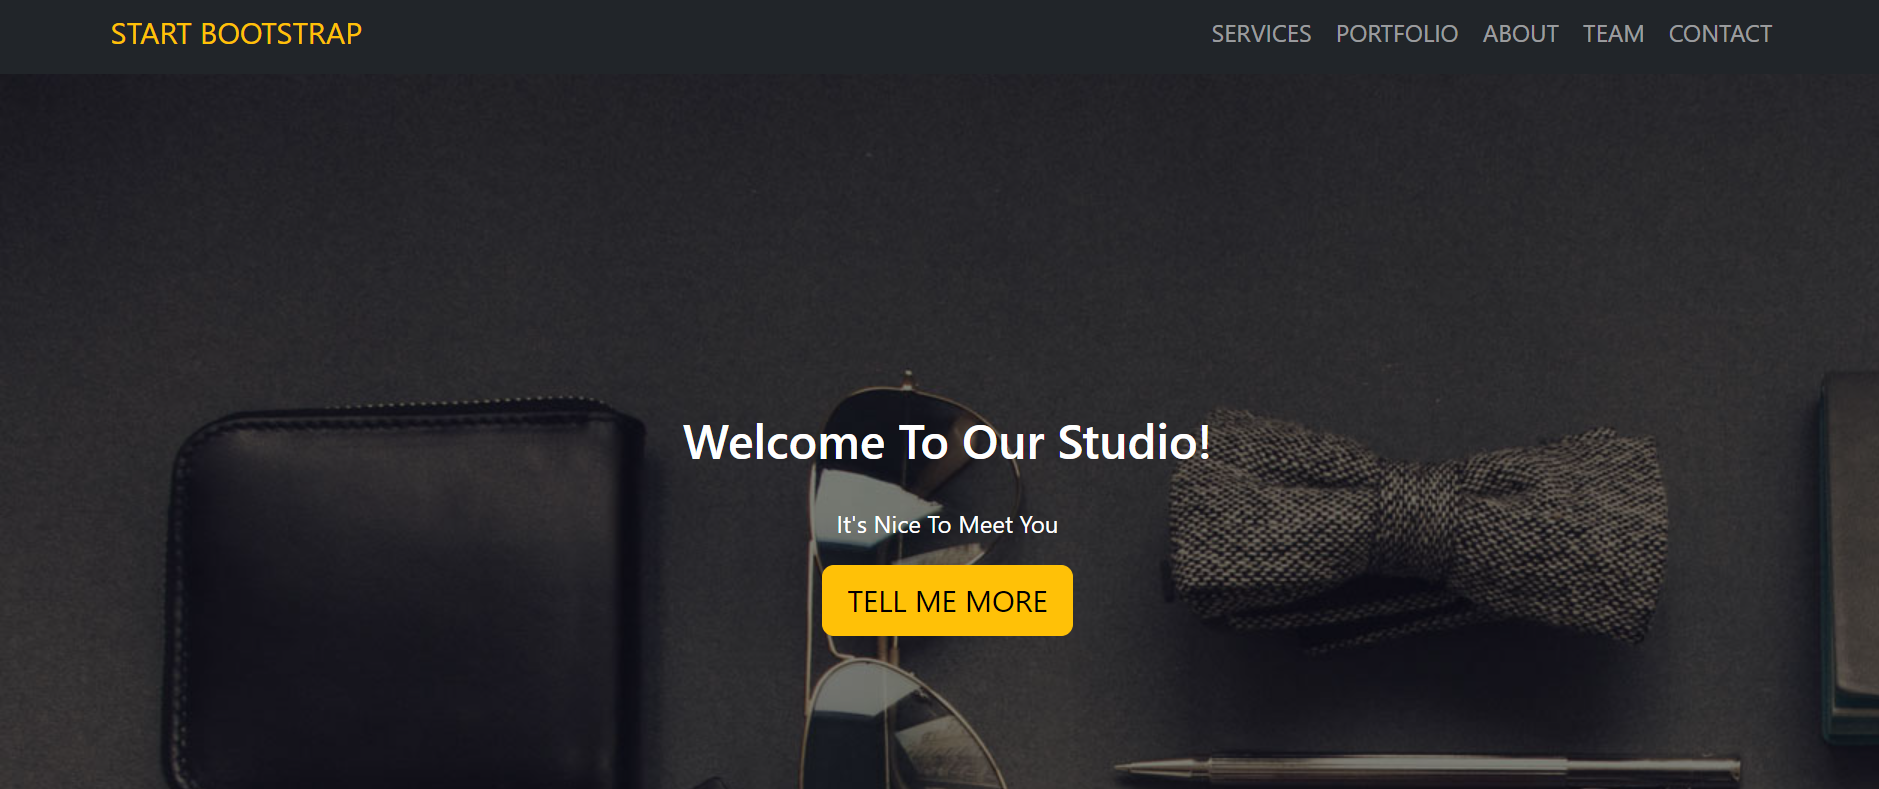 START BOOTSTRAP
SERVICES PORTFOLIO ABOUT TEAM CONTACT
Welcome To Our Studio!
It's Nice To Meet You
TELL ME MORE